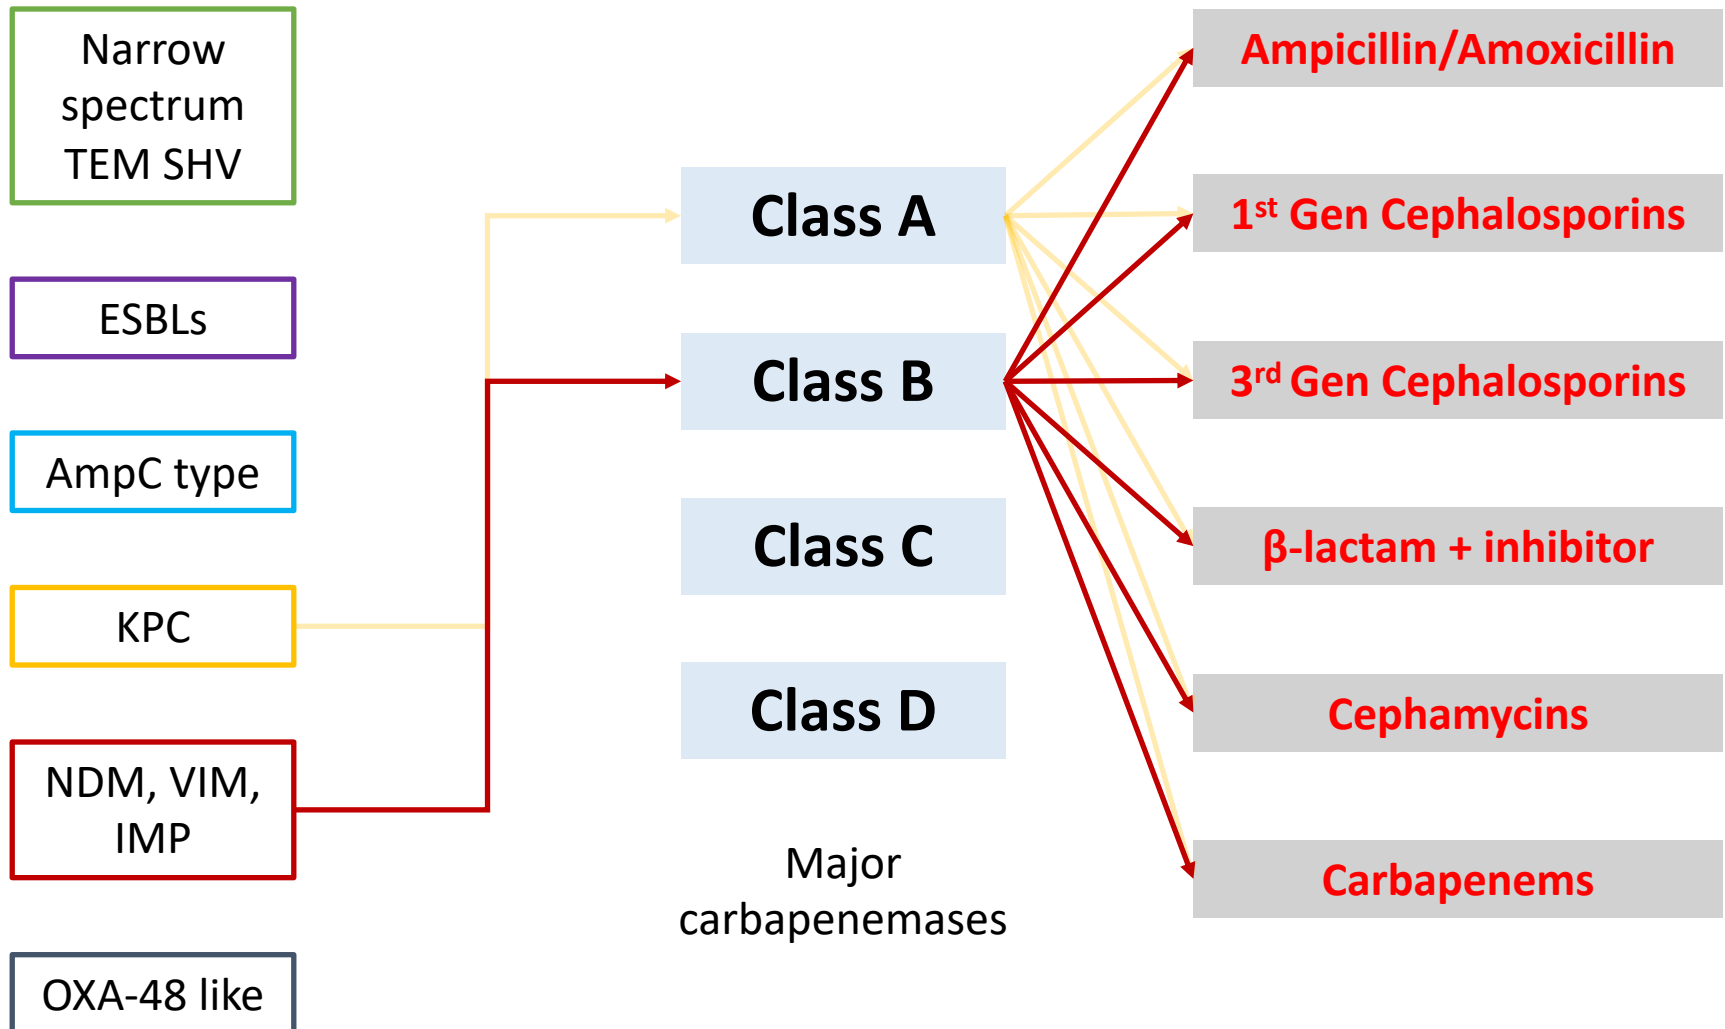 Narrow
spectrum
TEM SHV
ESBLs
AmpC type
KPC
NDM, VIM,
IMP
OXA-48 like
Class A
Class B
Class C
Class D
Major
carbapenemases
Ampicillin/Amoxicillin
1st Gen Cephalosporins
3rd Gen Cephalosporins
β-lactam + inhibitor
Cephamycins
Carbapenems